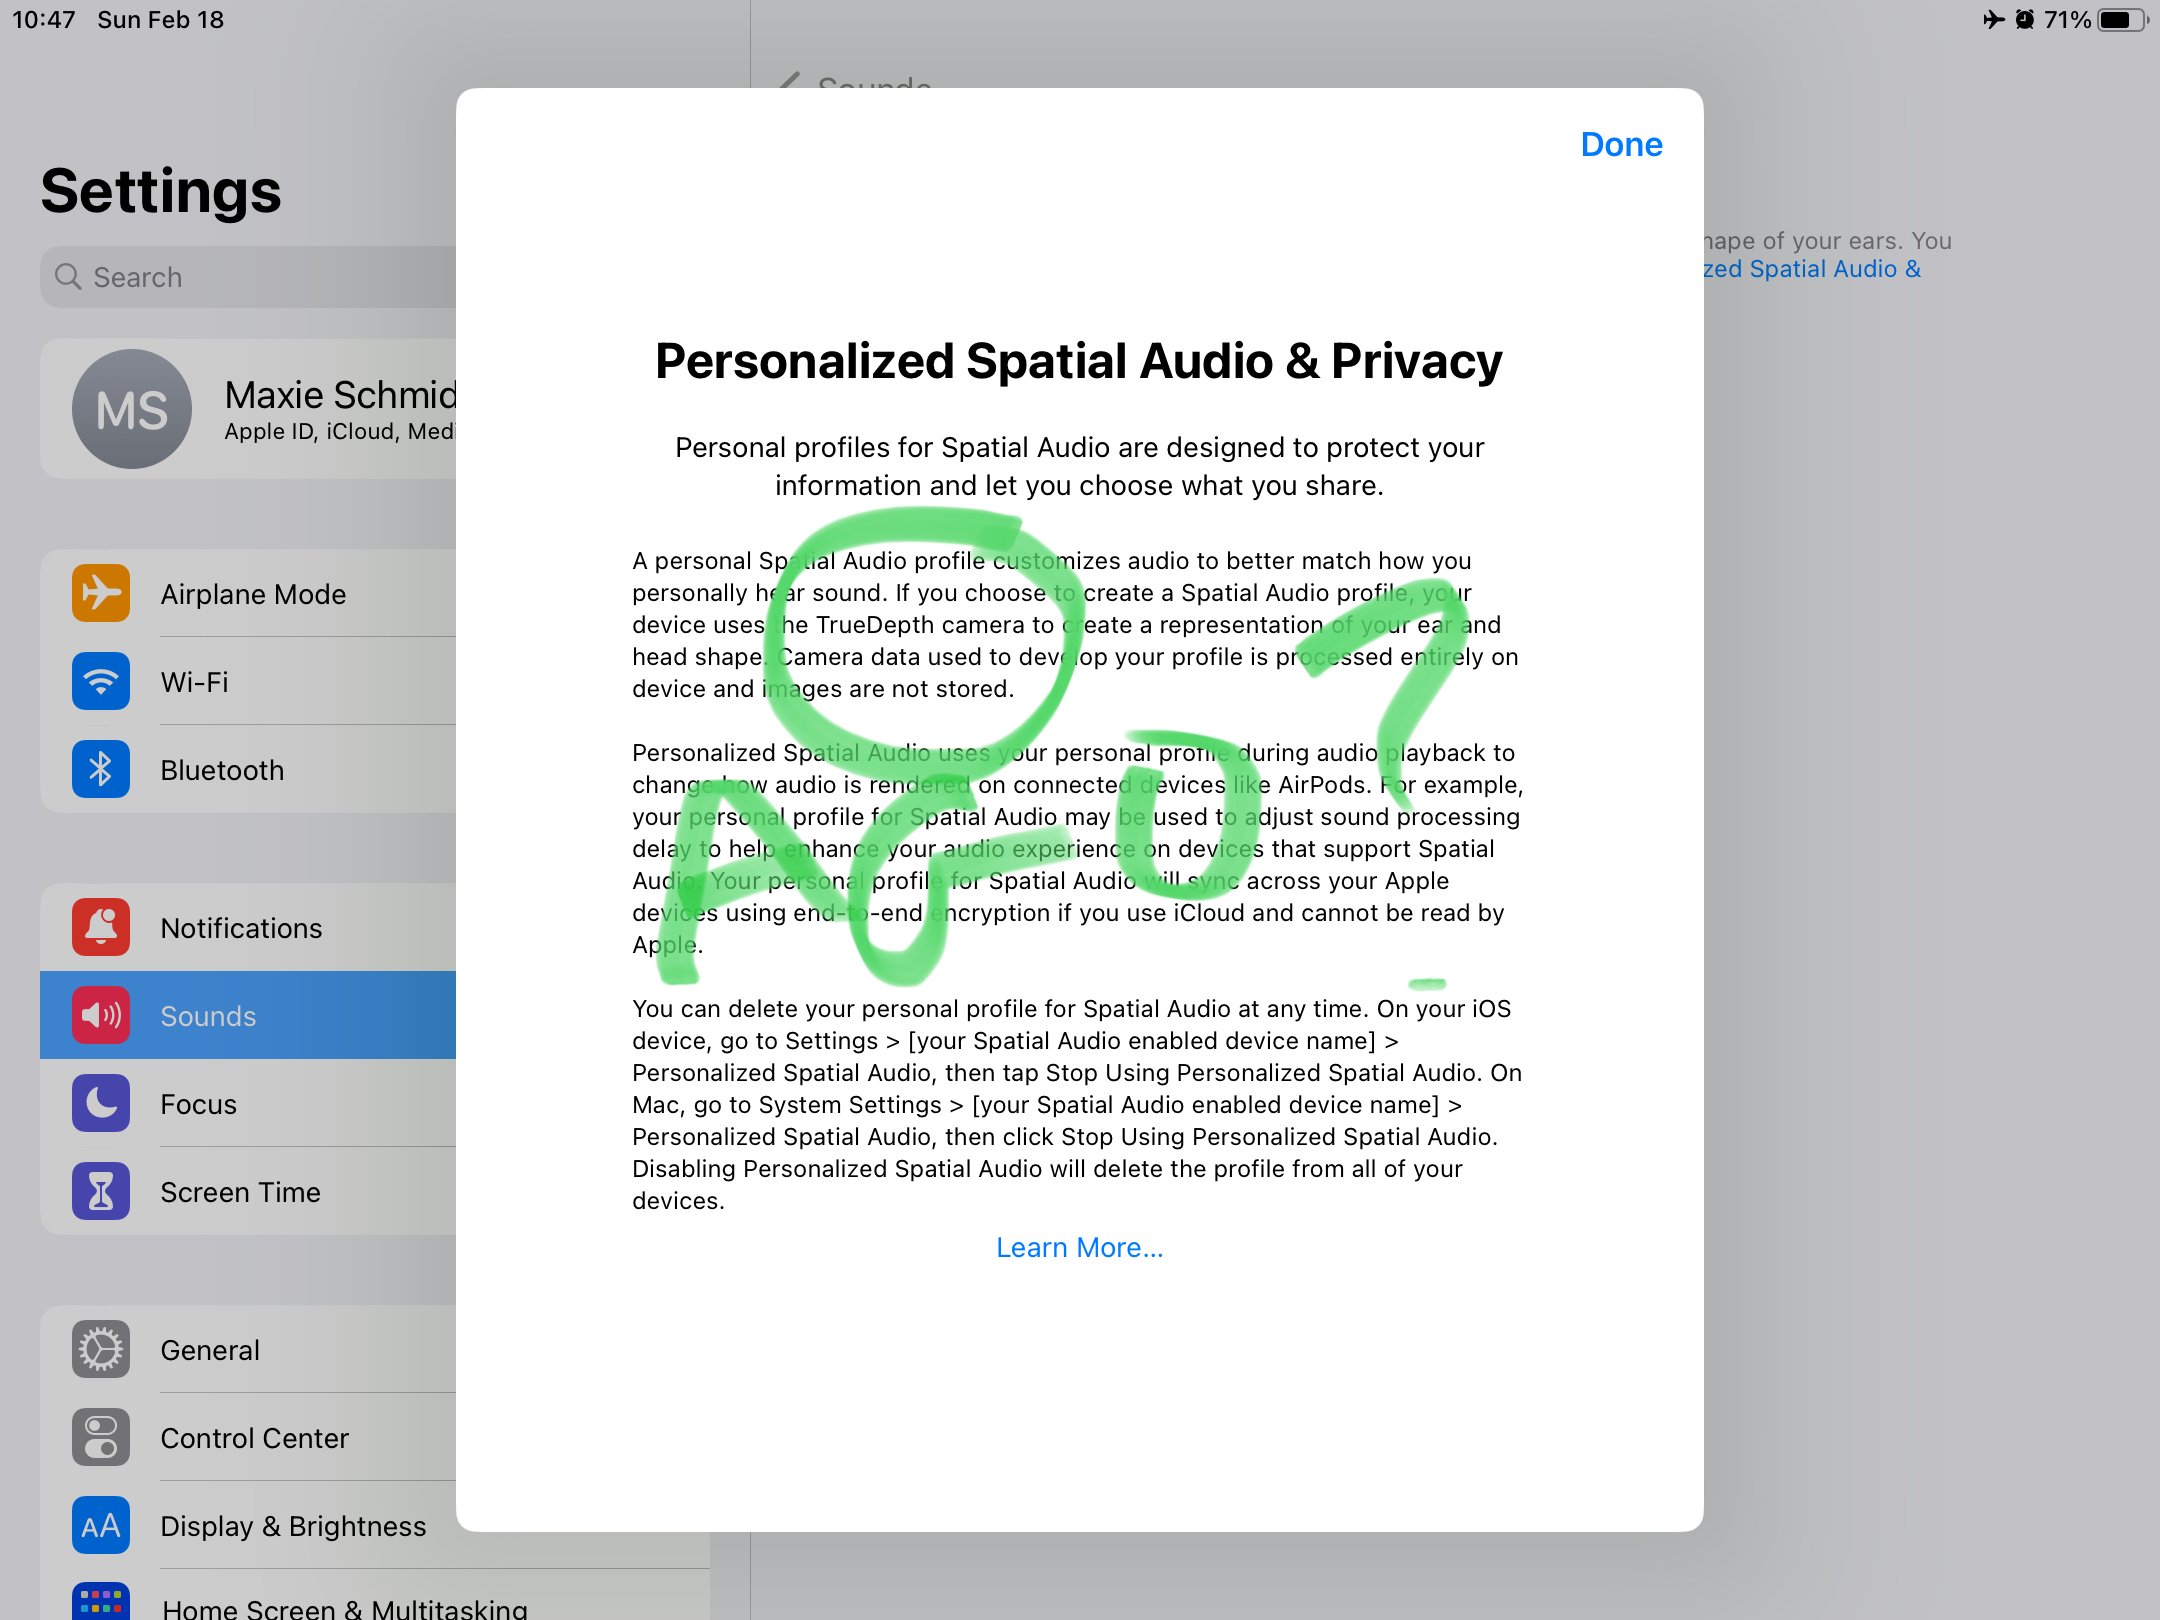 10:47 Sun Feb 18
71%
Sounds
Done
Settings
Search
hape of your ears. You
zed Spatial Audio &
MS
Maxie Schmid
Apple ID, iCloud, Medi
Personalized Spatial Audio & Privacy
Personal profiles for Spatial Audio are designed to protect your
information and let you choose what you share.
A personal Spatial Audio profile customizes audio to better match how you
personally hear sound. If you choose to create a Spatial Audio profile, your
device uses the TrueDepth camera to create a representation of your ear and
head shape. Camera data used to develop your profile is processed entirely on
device and images are not stored.
Personalized Spatial Audio uses your personal profile during audio playback to
change how audio is rendered on connected devices like AirPods. For example,
your personal profile for Spatial Audio may be used to adjust sound processing
delay to help enhance your audio experience on devices that support Spatial
Audio. Your personal profile for Spatial Audio will sync across your Apple
devices using end-to-end encryption if you use iCloud and cannot be read by
Apple.
You can delete your personal profile for Spatial Audio at any time. On your iOS
device, go to Settings > [your Spatial Audio enabled device name] >
Personalized Spatial Audio, then tap Stop Using Personalized Spatial Audio. On
Mac, go to System Settings > [your Spatial Audio enabled device name] >
Personalized Spatial Audio, then click Stop Using Personalized Spatial Audio.
Disabling Personalized Spatial Audio will delete the profile from all of your
devices.
Learn More...
Airplane Mode
Wi-Fi
Bluetooth
Notifications
Sounds
Focus
Screen Time
General
Control Center
AA
Display & Brightness
Home Screen & Multitasking